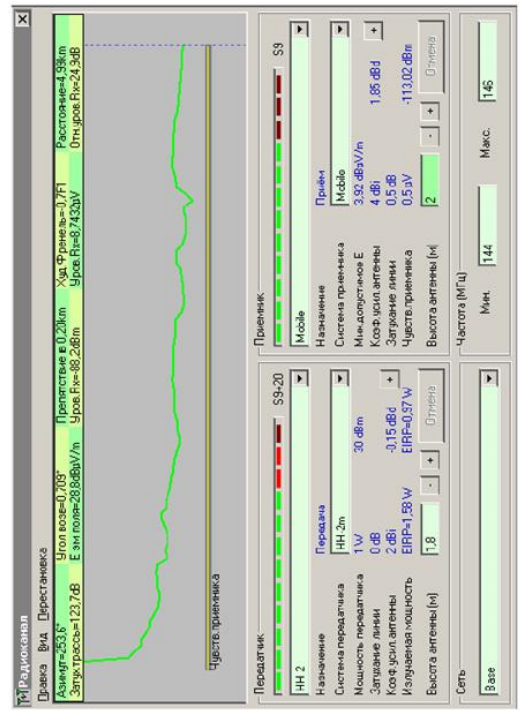 Радиоканал
Правка Вид Перестановка
Азимут=253,6° Угол возв=0,709° Препятствие в 0,20km Худ.Френель=-0,7F1 Расстояние=4,99km
Затух.трассы=123,7dB E эм поля=28,8dBµV/m Уров.Rx=-88,2dBm Уров.Rx=8,7432µV Отн.уров.Rx=24,9dB
Чувств.приемника
Передатчик
S9+20
HH 2
Назначение Передача
Система передатчика HH-2m
Мощность передатчика 1 W 30 dBm
Затухание линии 0 dB
Коэф.усил.антенны 2 dBi -0,15 dBd +
Излучаемая мощность EIRP=1,58 W EIRP=0,97 W
Высота антенны (м) 1,8 - + Отмена
Приемник
S9
Mobile
Назначение Приём
Система приемника Mobile
Мин.допустимое E 3,92 dBµV/m
Коэф.усил.антенны 4 dBi 1,85 dBd +
Затухание линии 0,5 dB
Чувств.приемника 0,5 µV -113,02 dBm
Высота антенны (м) 2 - + Отмена
Сеть
Base
Частота (МГц)
Мин. 144 Макс. 146